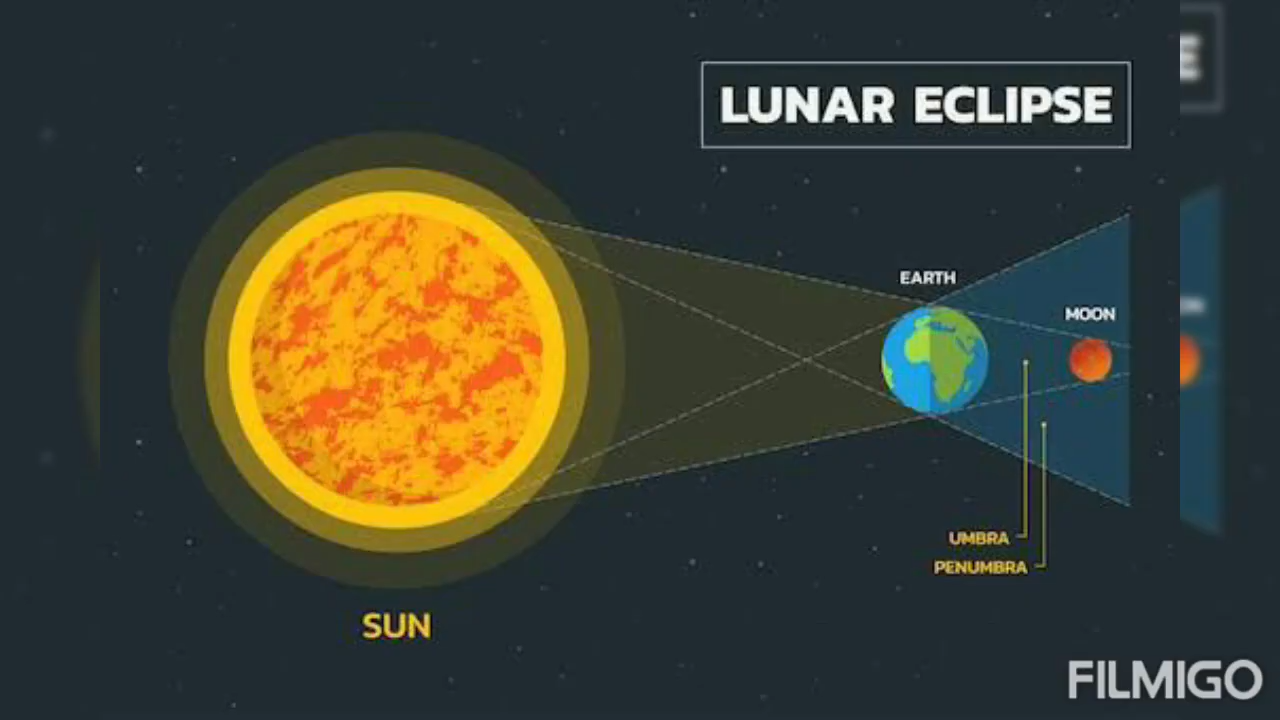 LUNAR ECLIPSE
EARTH
MOON
UMBRA
PENUMBRA
SUN
FILMIGO